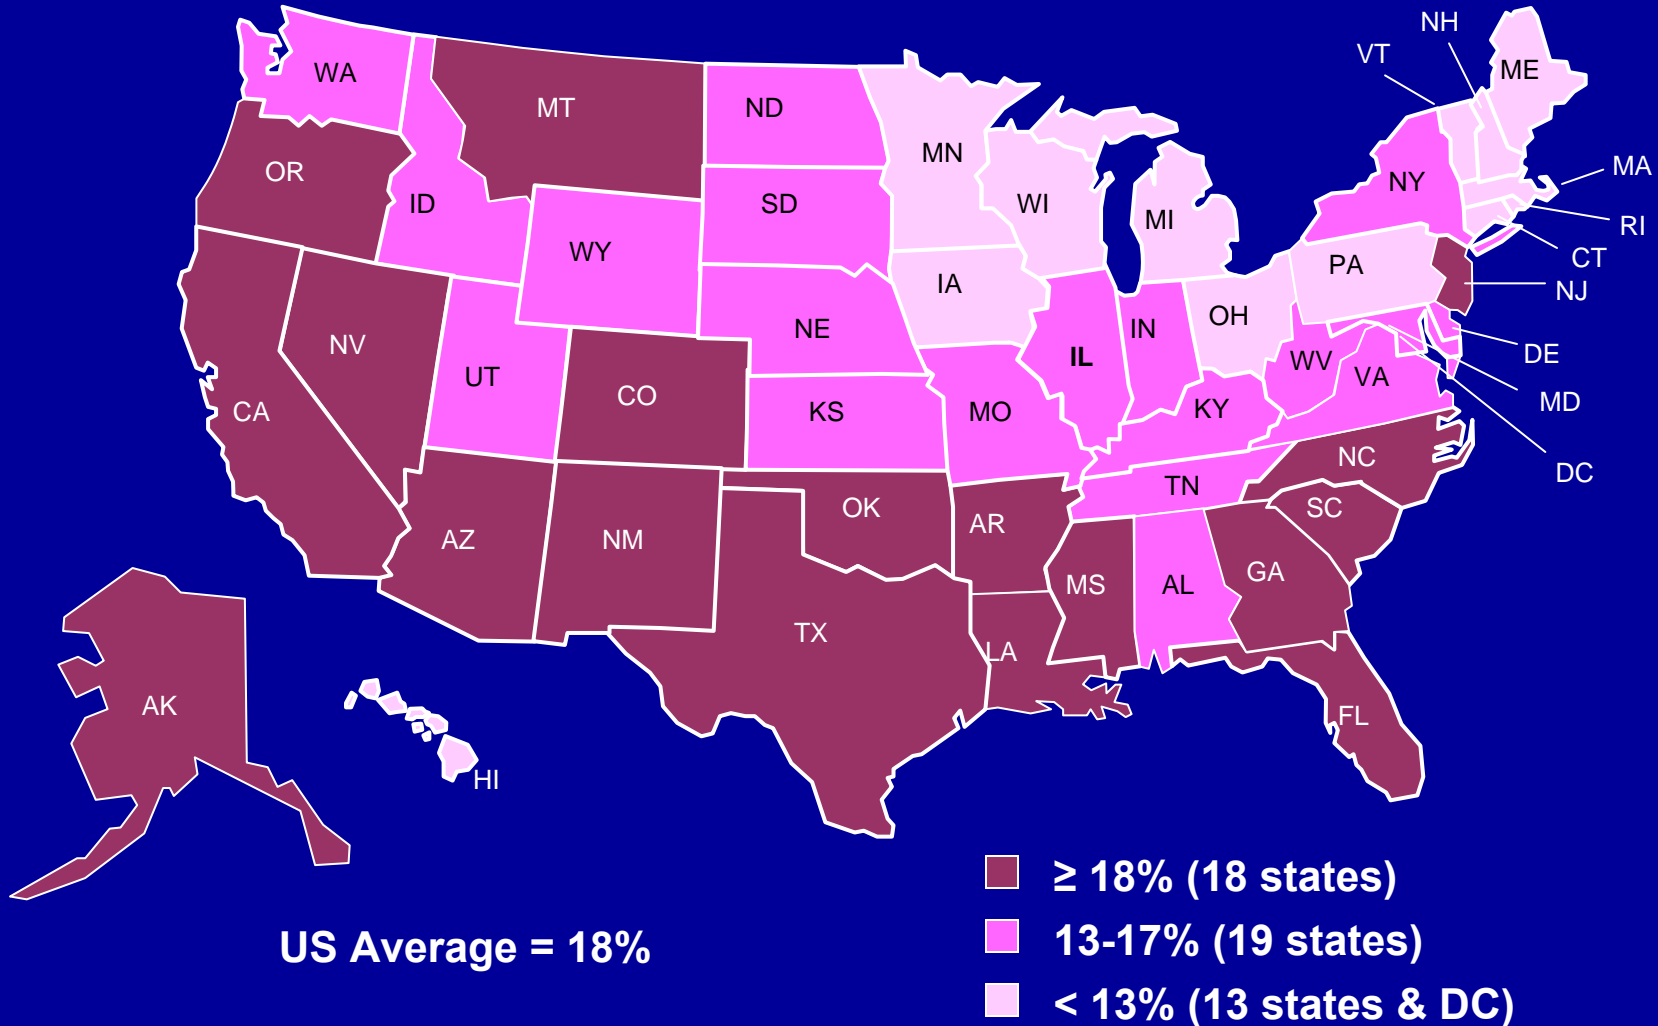 NH
VT
ME
WA
MT
ND
MN
OR
MA
ID
SD
WI
MI
NY
RI
WY
CT
PA
IA
NJ
NE
OH
IN
NV
IL
DE
WV
UT
VA
CO
MD
CA
KS
MO
KY
NC
DC
TN
OK
SC
AR
AZ
NM
GA
MS
AL
TX
LA
AK
FL
HI
≥ 18% (18 states)
US Average = 18%
13-17% (19 states)
< 13% (13 states & DC)